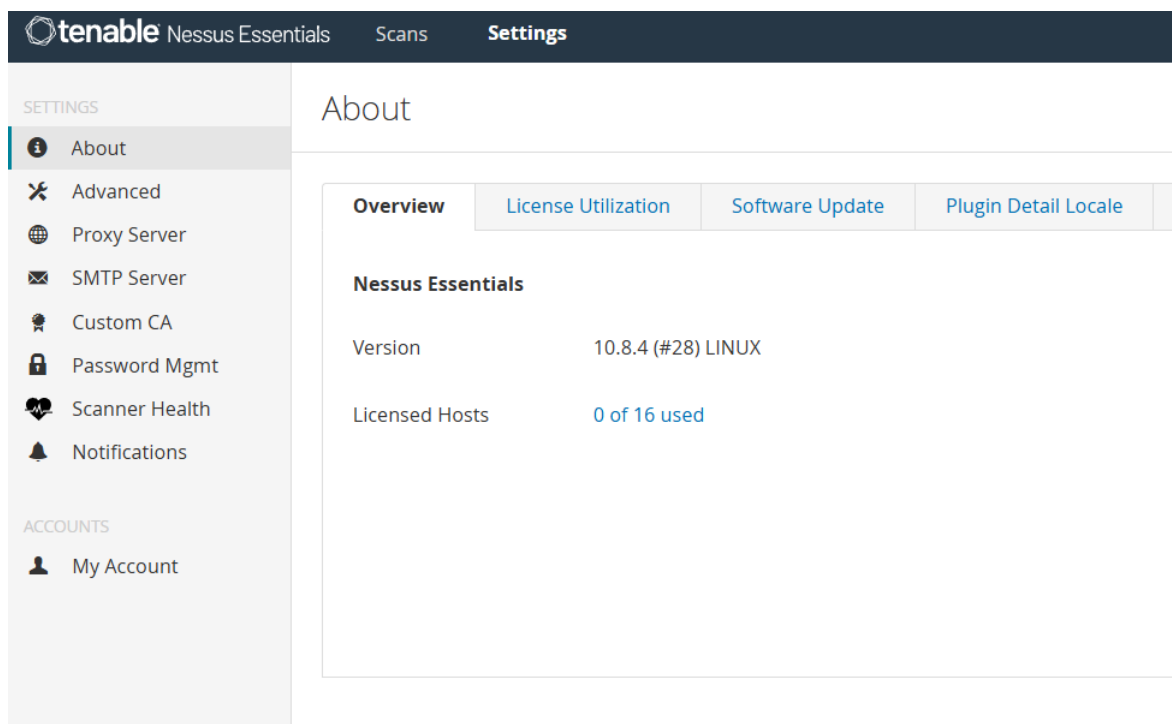 tenable Nessus Essentials Scans Settings
SETTINGS
About
Advanced
Proxy Server
SMTP Server
Custom CA
Password Mgmt
Scanner Health
Notifications
ACCOUNTS
My Account
About
Overview License Utilization Software Update Plugin Detail Locale
Nessus Essentials
Version 10.8.4 (#28) LINUX
Licensed Hosts 0 of 16 used